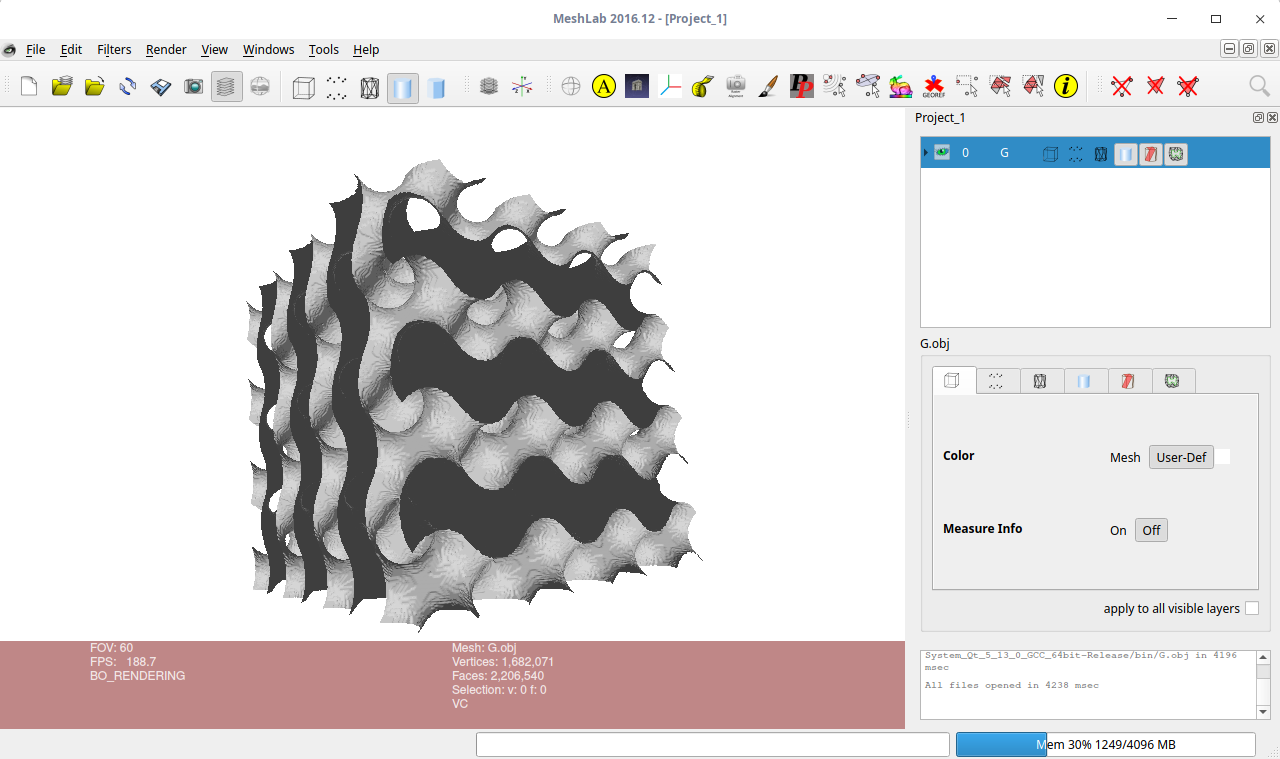 MeshLab 2016.12 - [Project_1]
File Edit Filters Render View Windows Tools Help
A
PP
GEOREF
i
Project_1
0 G
G.obj
Color
Mesh User-Def
Measure Info
On Off
apply to all visible layers
System_Qt_5_13_0_GCC_64bit-Release/bin/G.obj in 4196
msec
All files opened in 4238 msec
FOV: 60
FPS: 188.7
BO_RENDERING
Mesh: G.obj
Vertices: 1,682,071
Faces: 2,206,540
Selection: v: 0 f: 0
VC
Mem 30% 1249/4096 MB